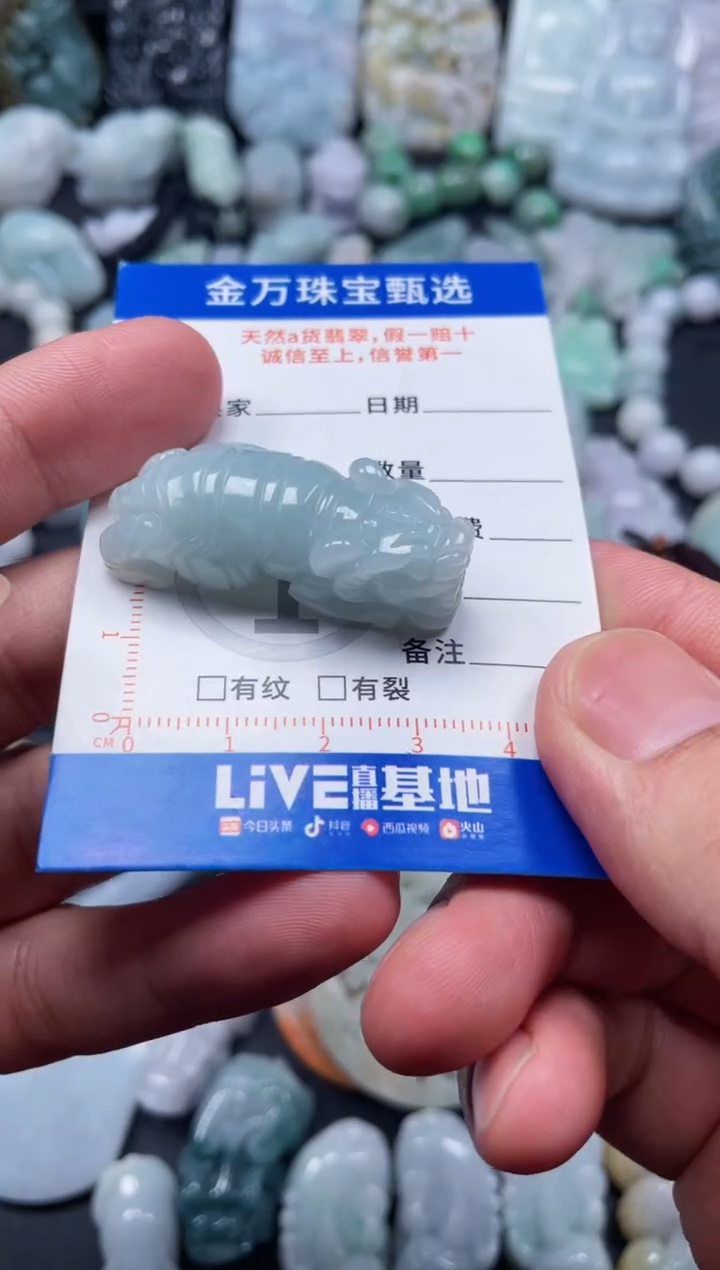 金万珠宝甄选
天然a货翡翠,假一赔十
诚信至上,信誉第一
家 日期
数量
费
备注
□有纹 □有裂
1
0
CM 0 1 2 3 4
LiVE直播基地
今日头条 抖音 西瓜视频 火山